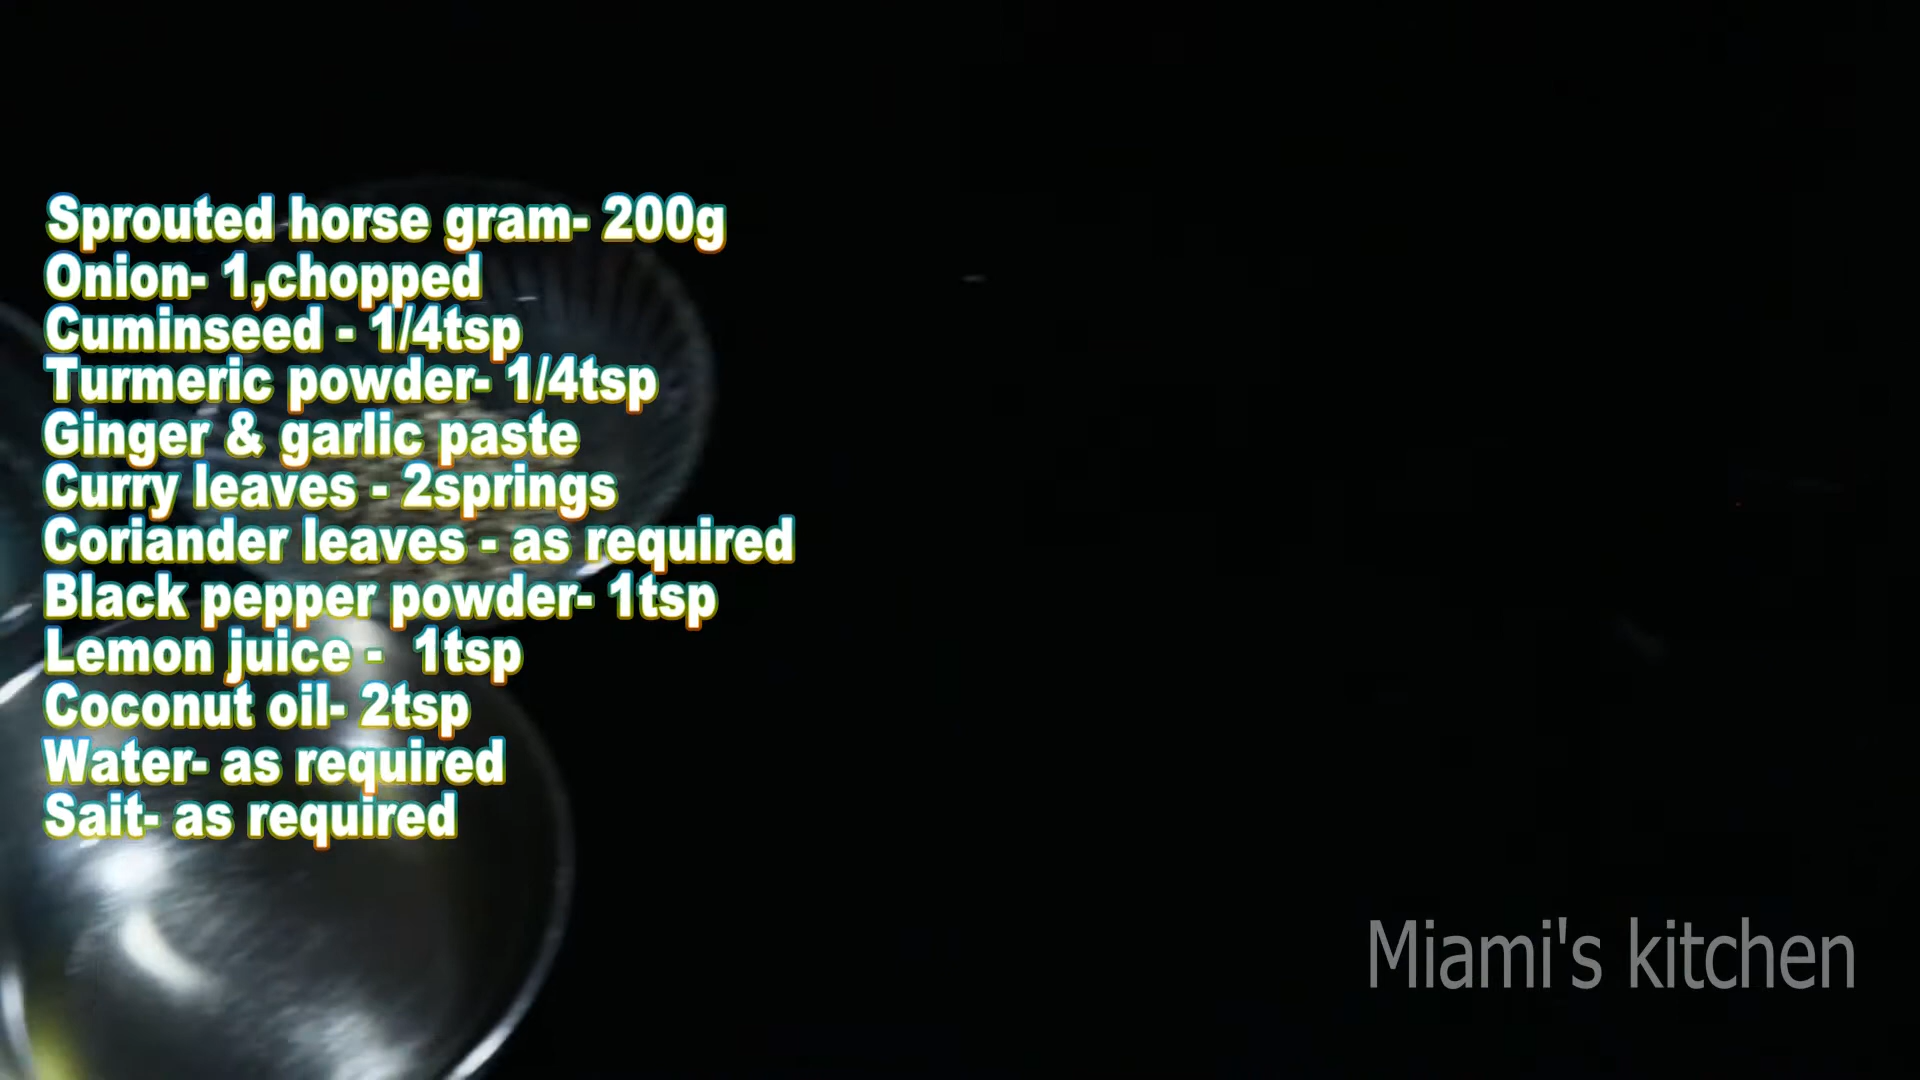 Sprouted horse gram- 200g
Onion- 1,chopped
Cuminseed - 1/4tsp
Turmeric powder- 1/4tsp
Ginger & garlic paste
Curry leaves - 2springs
Coriander leaves - as required
Black pepper powder- 1tsp
Lemon juice -  1tsp
Coconut oil- 2tsp
Water- as required
Sait- as required
Miami's kitchen